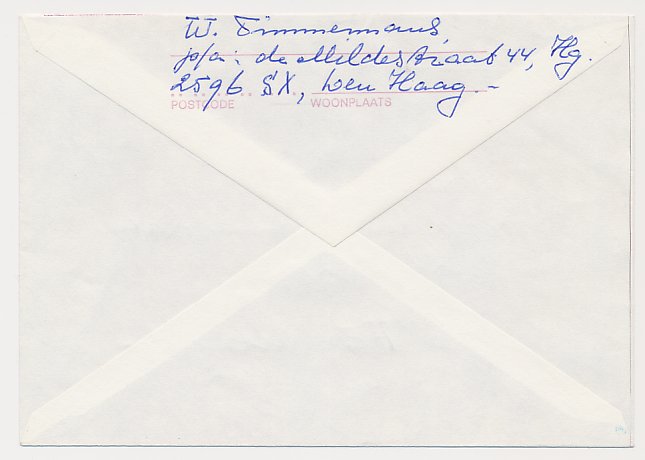 W. Timmermans
p/a: de Mildestraat 44, Hg.
2596 SX, Den Haag.-
POSTCODE WOONPLAATS